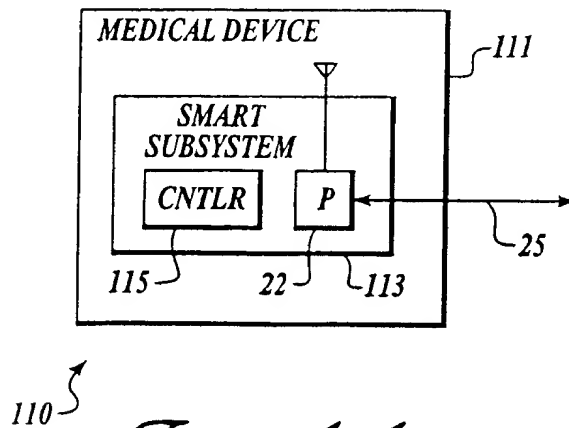 MEDICAL DEVICE
111
SMART
SUBSYSTEM
CNTLR
P
25
115
22
113
110